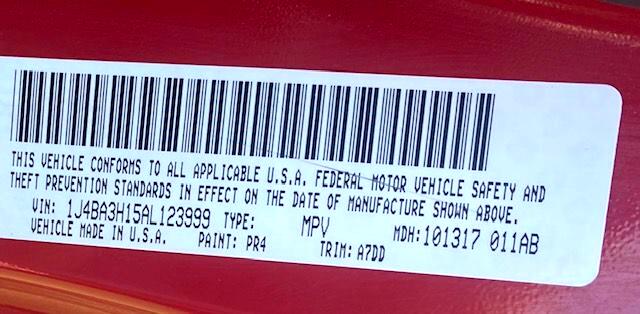 THIS VEHICLE CONFORMS TO ALL APPLICABLE U.S.A. FEDERAL MOTOR VEHICLE SAFETY AND
THEFT PREVENTION STANDARDS IN EFFECT ON THE DATE OF MANUFACTURE SHOWN ABOVE.
VIN: 1J4BA3H15AL123999 TYPE: MPV MDH: 101317 011AB
VEHICLE MADE IN U.S.A. PAINT: PR4 TRIM: A7DD